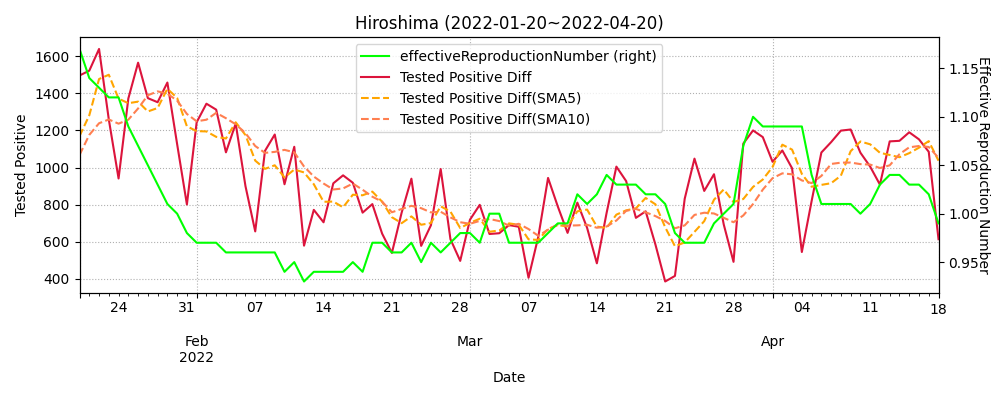 Hiroshima (2022-01-20~2022-04-20)
effectiveReproductionNumber (right)
Tested Positive Diff
Tested Positive Diff(SMA5)
Tested Positive Diff(SMA10)
Tested Positive
1600
1400
1200
1000
800
600
400
1.15
1.10
1.05
1.00
0.95
Effective Reproduction Number
24 31 07 14 21 28 07 14 21 28 04 11 18
Feb Mar Apr
2022
Date